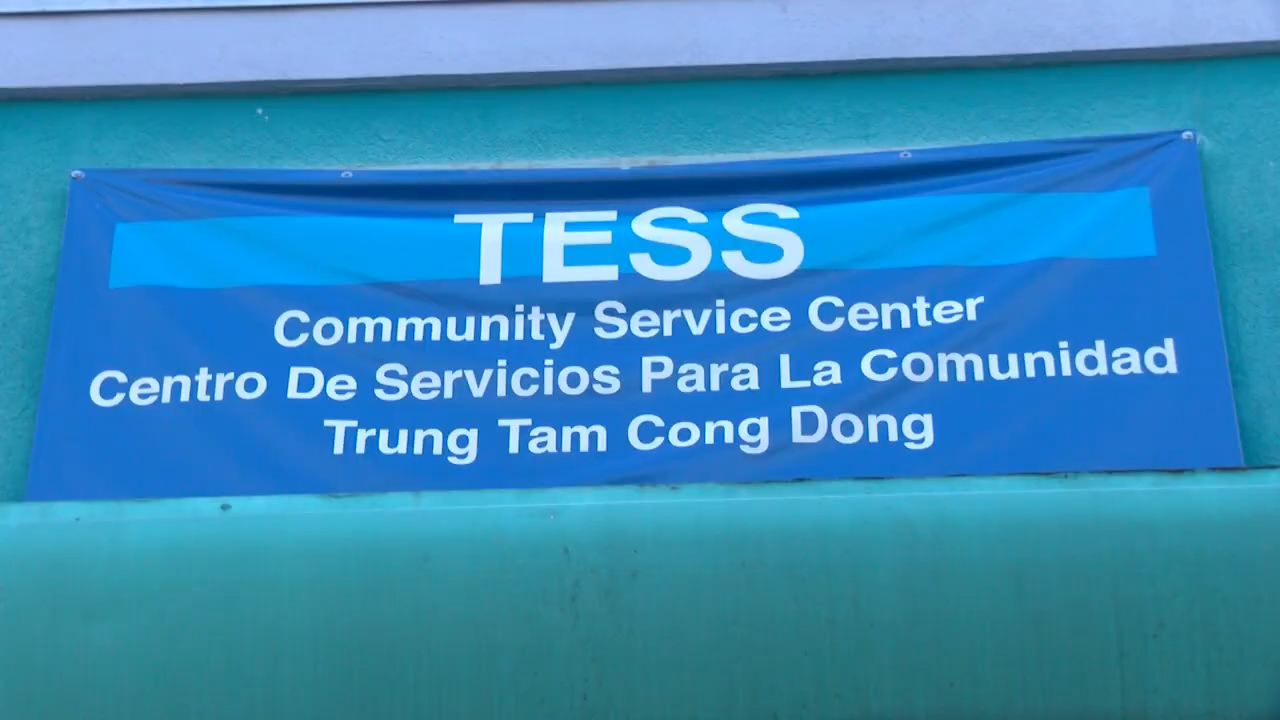 TESS
Community Service Center
Centro De Servicios Para La Comunidad
Trung Tam Cong Dong